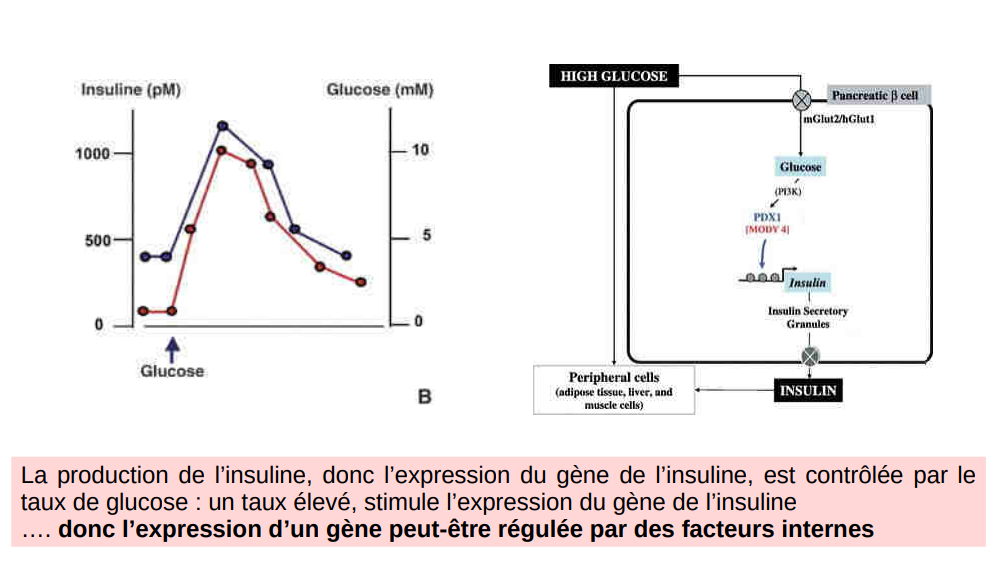 Insuline (pM)
Glucose (mM)
1000
500
0
10
5
0
Glucose
B
HIGH GLUCOSE
Pancreatic β cell
mGlut2/hGlut1
Glucose
(PI3K)
PDX1
[MODY 4]
Insulin
Insulin Secretory
Granules
INSULIN
Peripheral cells
(adipose tissue, liver, and
muscle cells)
La production de l’insuline, donc l’expression du gène de l’insuline, est contrôlée par le
taux de glucose : un taux élevé, stimule l’expression du gène de l’insuline
…. donc l’expression d’un gène peut-être régulée par des facteurs internes